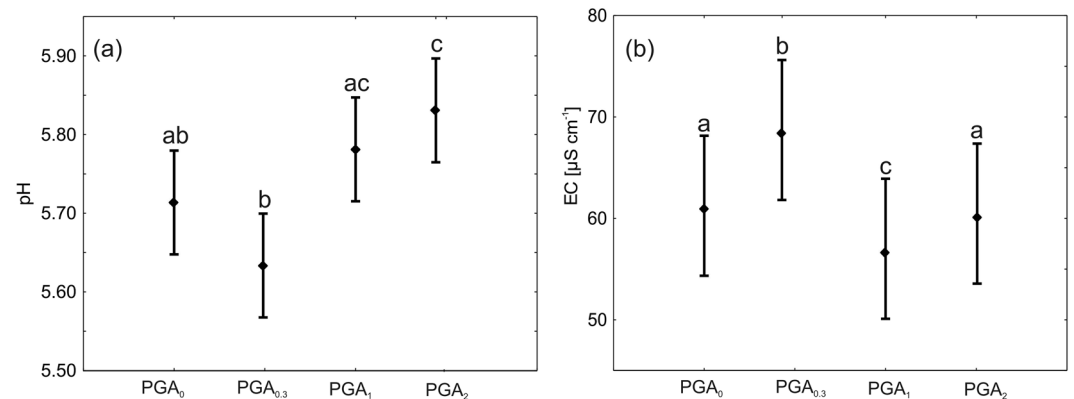 (a)
pH
5.90
5.80
5.70
5.60
5.50
ab
b
ac
c
PGA₀ PGA₀.₃ PGA₁ PGA₂
(b)
EC [µS cm⁻¹]
80
70
60
50
a
b
c
a
PGA₀ PGA₀.₃ PGA₁ PGA₂